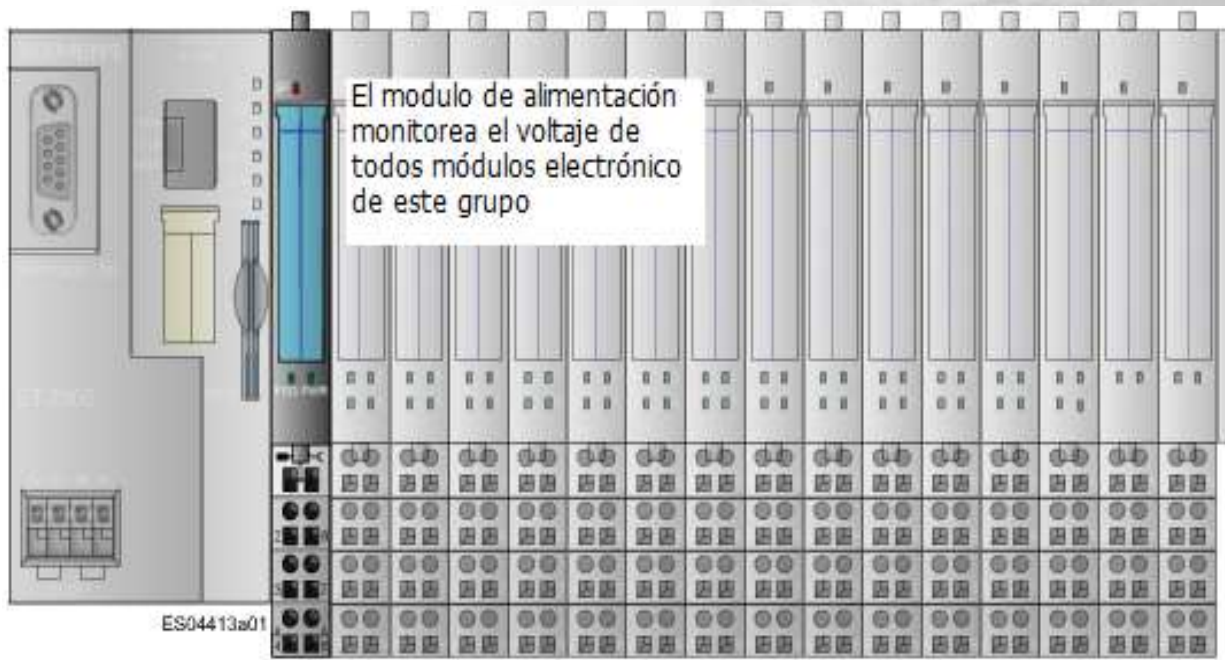 El modulo de alimentación
monitorea el voltaje de
todos módulos electrónico
de este grupo
ES04413a01